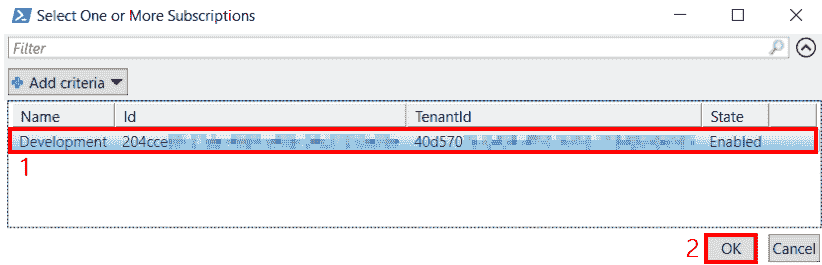 Select One or More Subscriptions
Filter
Add criteria
Name Id TenantId State
Development 204cce 40d570 Enabled
1
2 OK Cancel